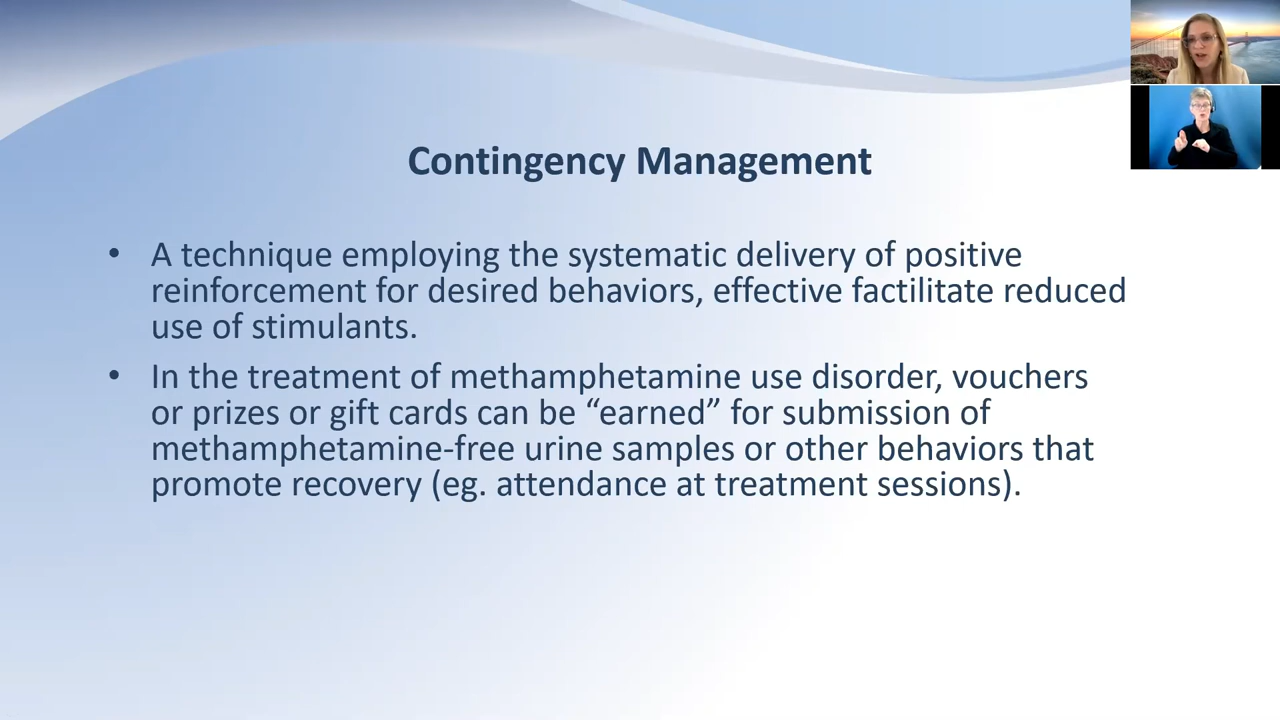 Contingency Management
• A technique employing the systematic delivery of positive
reinforcement for desired behaviors, effective factilitate reduced
use of stimulants.
• In the treatment of methamphetamine use disorder, vouchers
or prizes or gift cards can be “earned” for submission of
methamphetamine-free urine samples or other behaviors that
promote recovery (eg. attendance at treatment sessions).